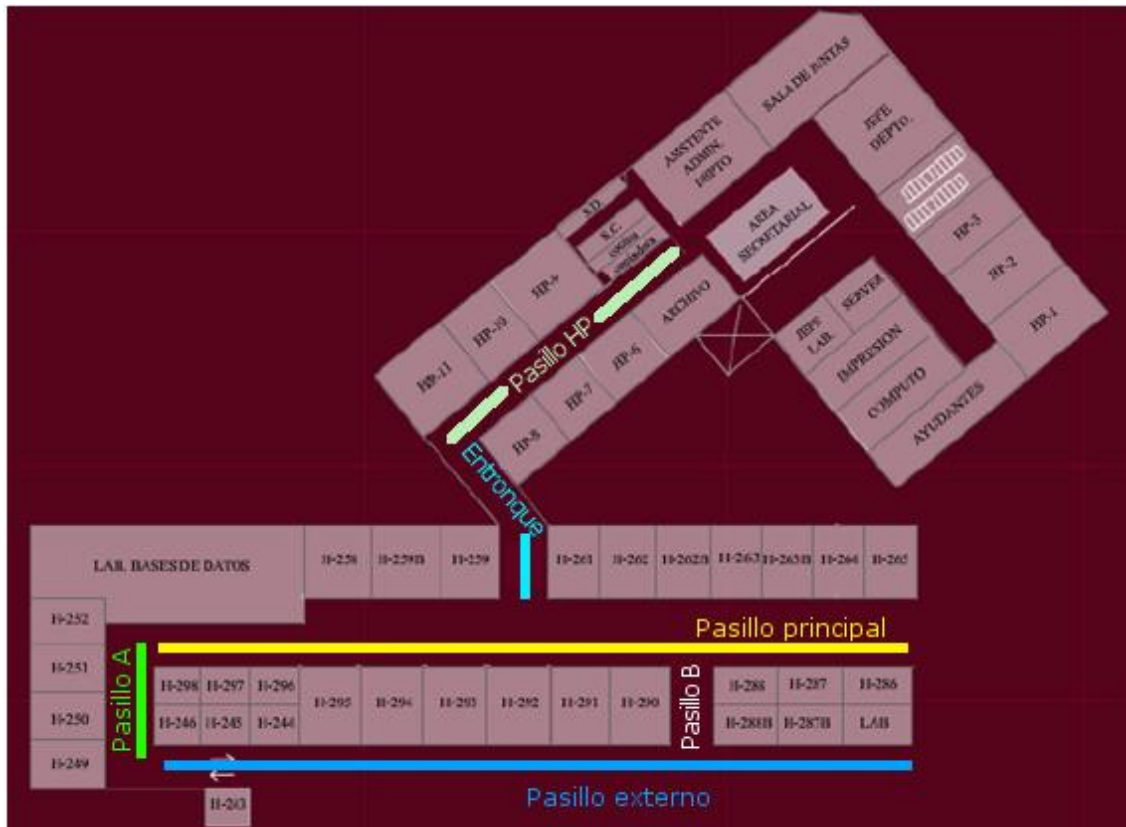 SALA DE JUNTAS
JEFE
DEPTO.
ASISTENTE
ADMIN.
DEPTO
S.D.
S.C.
cocina
AREA
SECRETARIAL
HP-3
HP-2
HP-1
HP-9
HP-10
HP-11
Pasillo HP
ARCHIVO
HP-6
HP-7
HP-8
JEFE
LAB.
SERVER
IMPRESION
COMPUTO
AYUDANTES
Entronque
LAB. BASES DE DATOS
H-258
H-259B
H-259
H-261
H-262
H-262B
H-263
H-263B
H-264
H-265
H-252
H-251
H-250
H-249
Pasillo principal
Pasillo A
H-298
H-297
H-296
H-295
H-294
H-293
H-292
H-291
H-290
H-246
H-245
H-244
Pasillo B
H-288
H-287
H-286
H-288B
H-287B
LAB
H-243
Pasillo externo